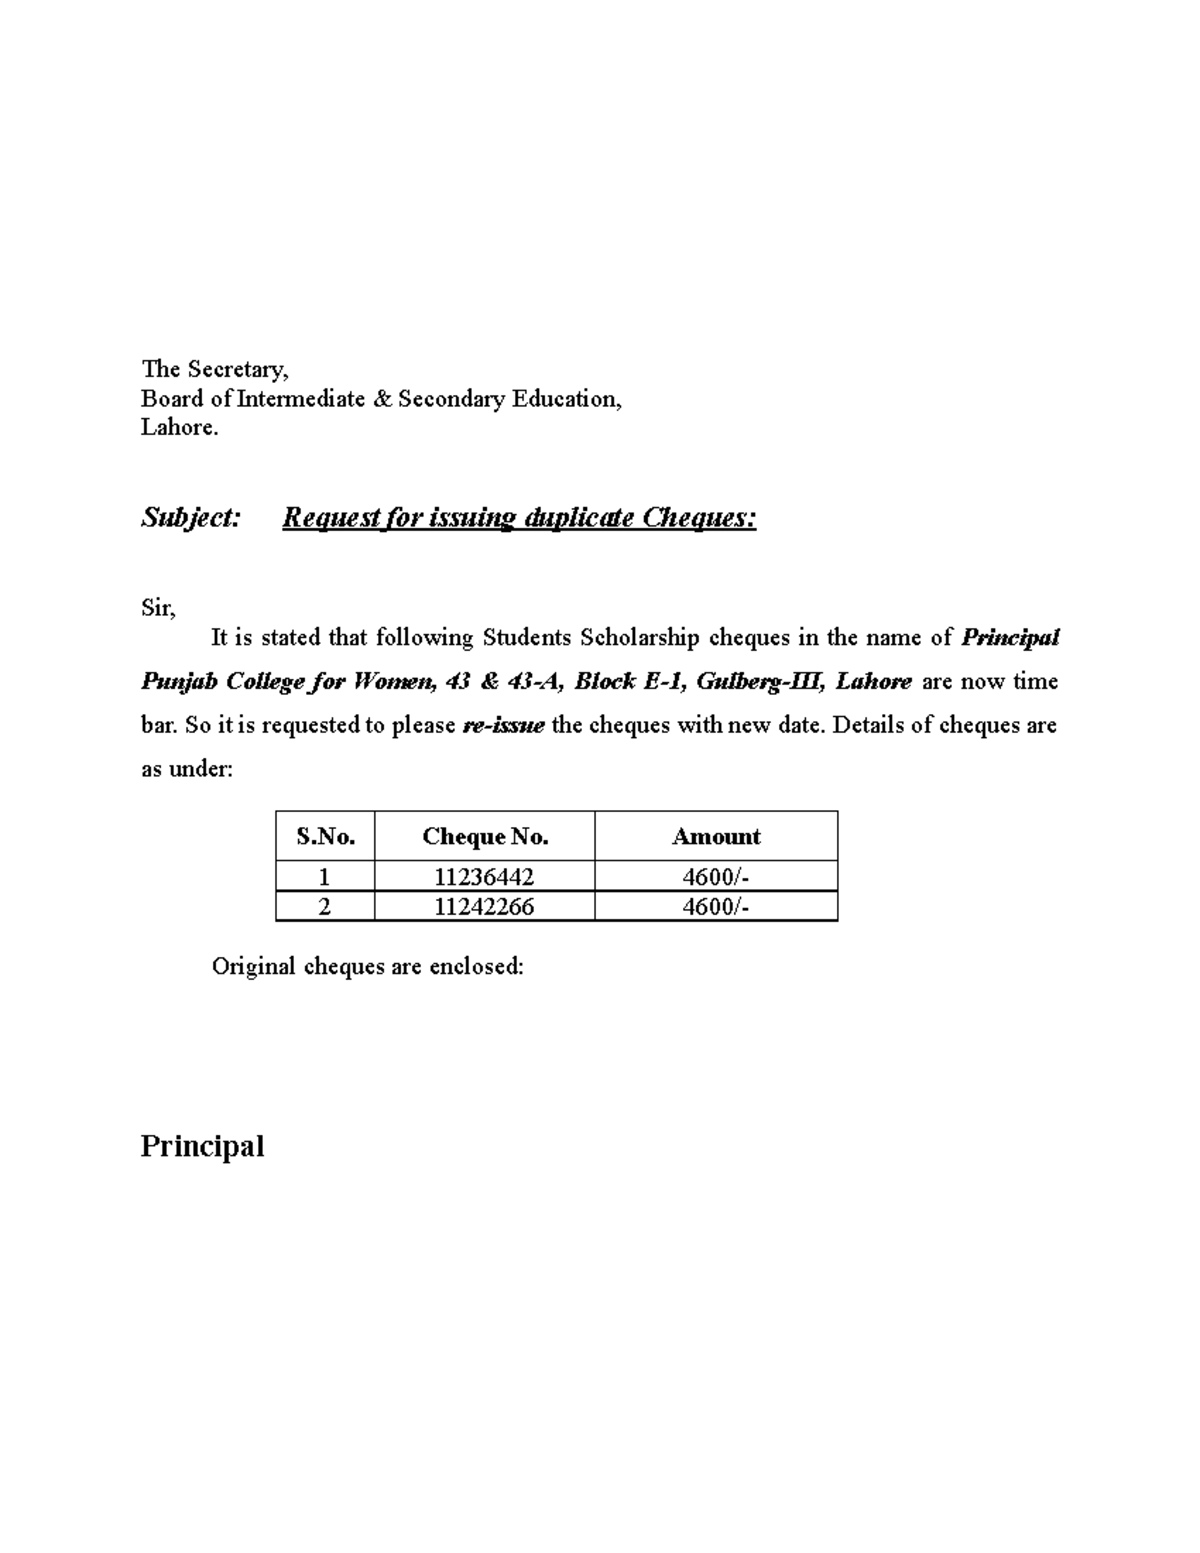 The Secretary,
Board of Intermediate & Secondary Education,
Lahore.
Subject: Request for issuing duplicate Cheques:
Sir,
It is stated that following Students Scholarship cheques in the name of Principal
Punjab College for Women, 43 & 43-A, Block E-1, Gulberg-III, Lahore are now time
bar. So it is requested to please re-issue the cheques with new date. Details of cheques are
as under:
S.No. Cheque No. Amount
1 11236442 4600/-
2 11242266 4600/-
Original cheques are enclosed:
Principal